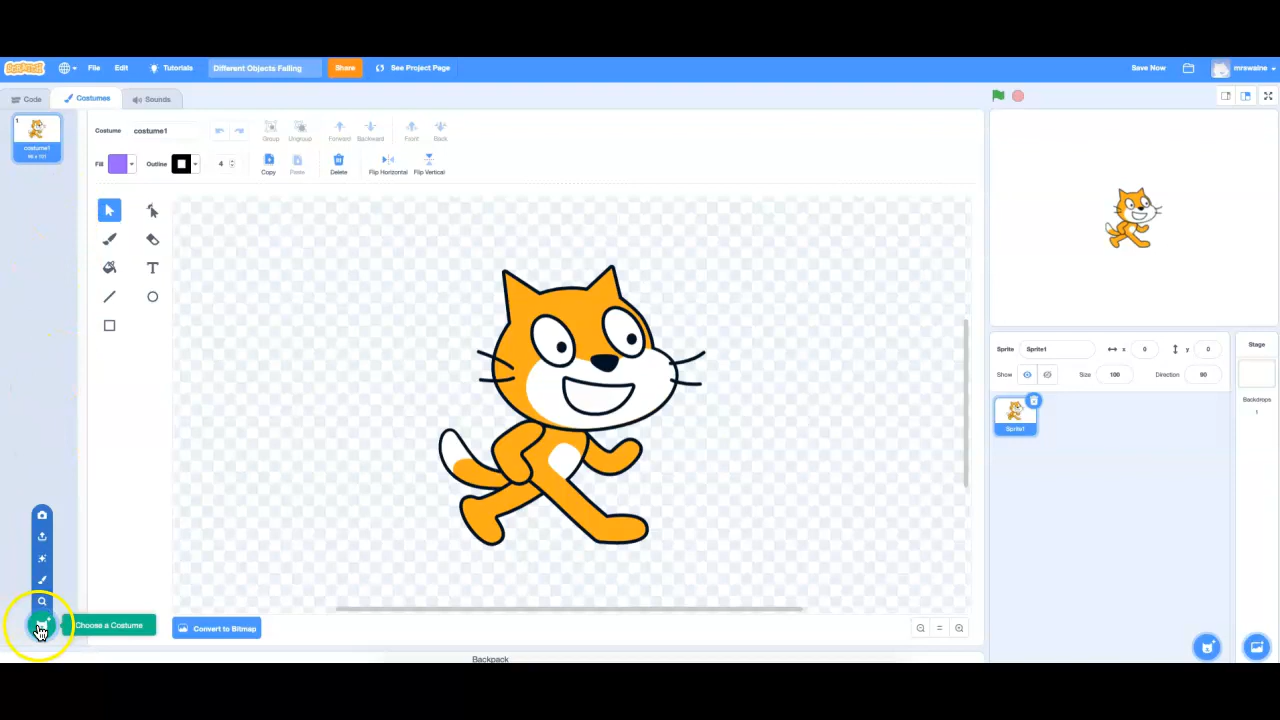 SCRATCH File Edit Tutorials Different Objects Falling Share See Project Page Save Now mrswaine
Code Costumes Sounds
1
costume1
Costume costume1 Group Ungroup Forward Backward Front Back
Fill Outline 4 Copy Paste Delete Flip Horizontal Flip Vertical
Sprite Sprite1 x 0 y 0
Show Size 100 Direction 90
Sprite1
Stage
Backdrops
1
Choose a Costume
Convert to Bitmap
Backpack